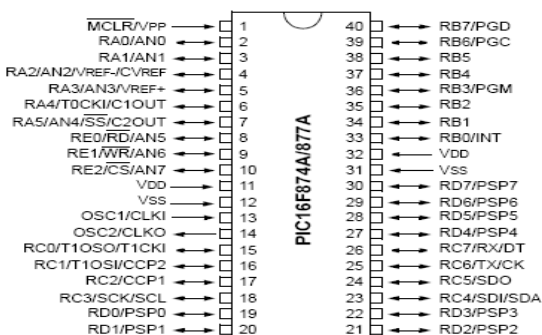 MCLR/VPP 1 40 RB7/PGD
RA0/AN0 2 39 RB6/PGC
RA1/AN1 3 38 RB5
RA2/AN2/VREF-/CVREF 4 37 RB4
RA3/AN3/VREF+ 5 36 RB3/PGM
RA4/T0CKI/C1OUT 6 35 RB2
RA5/AN4/SS/C2OUT 7 34 RB1
RE0/RD/AN5 8 33 RB0/INT
RE1/WR/AN6 9 32 VDD
RE2/CS/AN7 10 31 VSS
VDD 11 30 RD7/PSP7
VSS 12 29 RD6/PSP6
OSC1/CLKI 13 28 RD5/PSP5
OSC2/CLKO 14 27 RD4/PSP4
RC0/T1OSO/T1CKI 15 26 RC7/RX/DT
RC1/T1OSI/CCP2 16 25 RC6/TX/CK
RC2/CCP1 17 24 RC5/SDO
RC3/SCK/SCL 18 23 RC4/SDI/SDA
RD0/PSP0 19 22 RD3/PSP3
RD1/PSP1 20 21 RD2/PSP2
PIC16F874A/877A